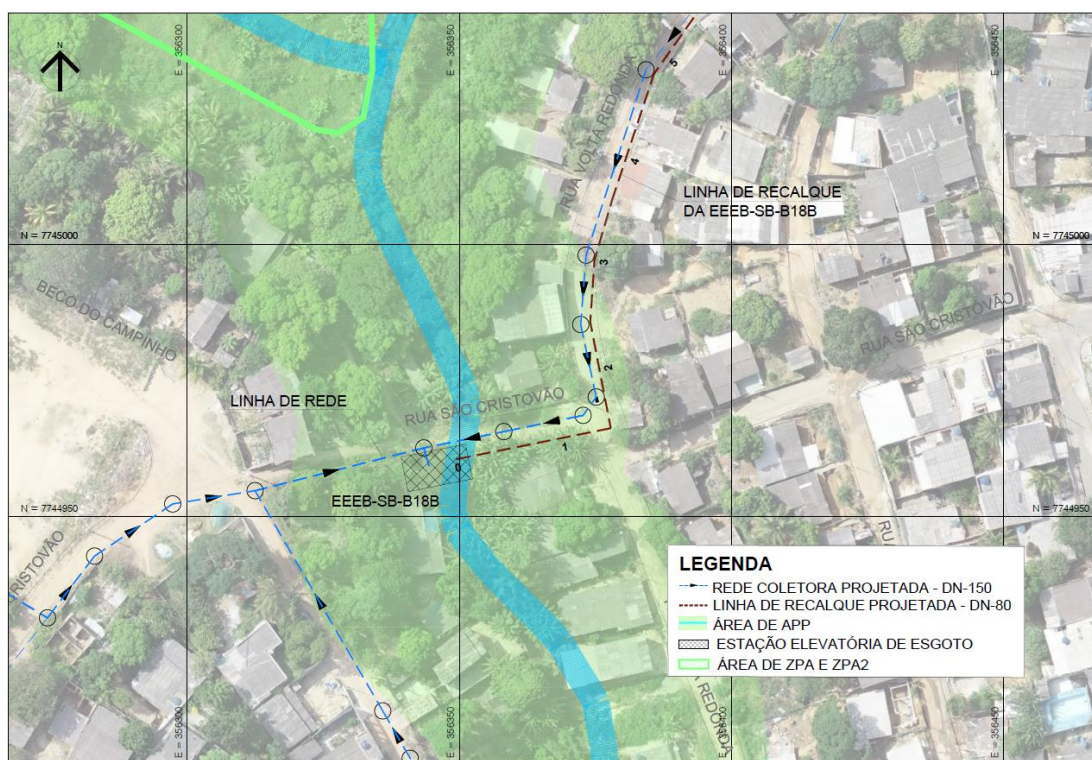 N
E = 356300
E = 356350
E = 356400
E = 356450
5
RUA VOLTA REDONDA
4
LINHA DE RECALQUE
DA EEEB-SB-B18B
N = 7745000
N = 7745000
3
BECO DO CAMPINHO
RUA SÃO CRISTOVÃO
2
LINHA DE REDE
RUA SÃO CRISTOVÃO
1
0
EEEB-SB-B18B
N = 7744950
N = 7744950
RISTOVÃO
RUA
LEGENDA
REDE COLETORA PROJETADA - DN-150
LINHA DE RECALQUE PROJETADA - DN-80
ÁREA DE APP
ESTAÇÃO ELEVATÓRIA DE ESGOTO
ÁREA DE ZPA E ZPA2
A REDONDA
E = 356300
E = 356350
E = 356400
E = 356450